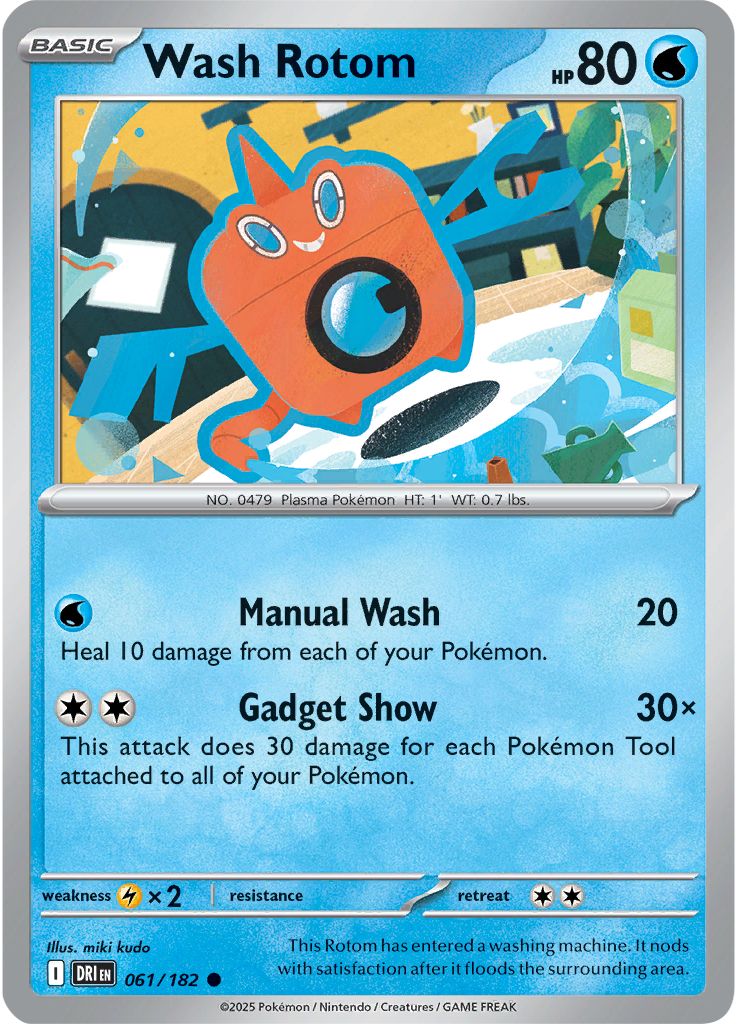 BASIC
Wash Rotom
HP 80
NO. 0479 Plasma Pokémon HT: 1' WT: 0.7 lbs.
Manual Wash 20
Heal 10 damage from each of your Pokémon.
Gadget Show 30×
This attack does 30 damage for each Pokémon Tool
attached to all of your Pokémon.
weakness ×2 resistance retreat
Illus. miki kudo
This Rotom has entered a washing machine. It nods
with satisfaction after it floods the surrounding area.
I DRI EN 061/182
©2025 Pokémon / Nintendo / Creatures / GAME FREAK